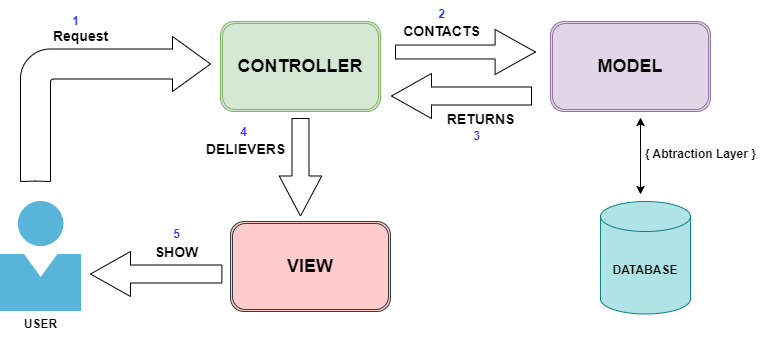 1
Request
2
CONTACTS
CONTROLLER
MODEL
RETURNS
3
4
DELIEVERS
{ Abtraction Layer }
5
SHOW
VIEW
DATABASE
USER